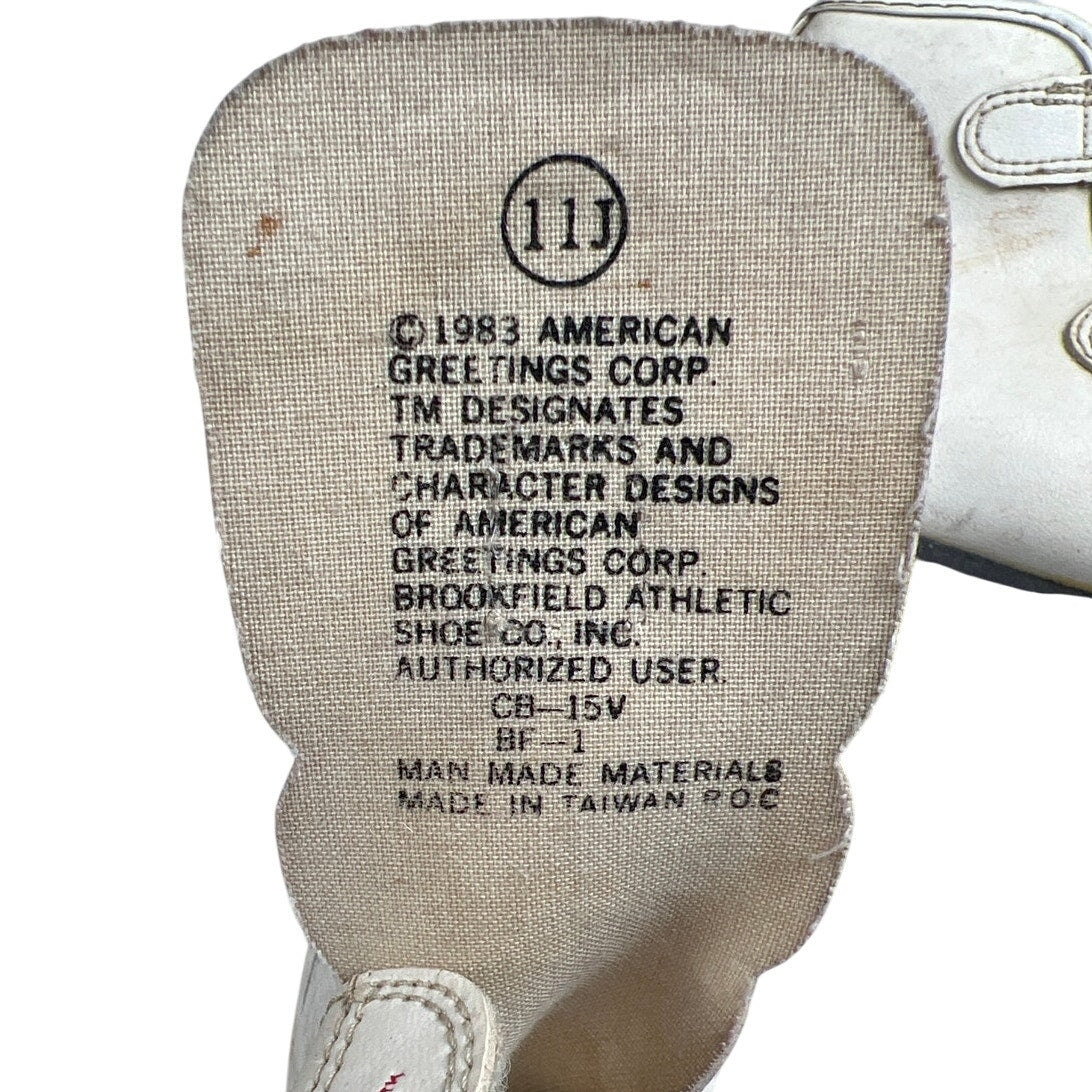 11J
©1983 AMERICAN
GREETINGS CORP.
TM DESIGNATES
TRADEMARKS AND
CHARACTER DESIGNS
OF AMERICAN
GREETINGS CORP.
BROOKFIELD ATHLETIC
SHOE CO., INC.
AUTHORIZED USER.
CB-15V
BF-1
MAN MADE MATERIALS
MADE IN TAIWAN ROC